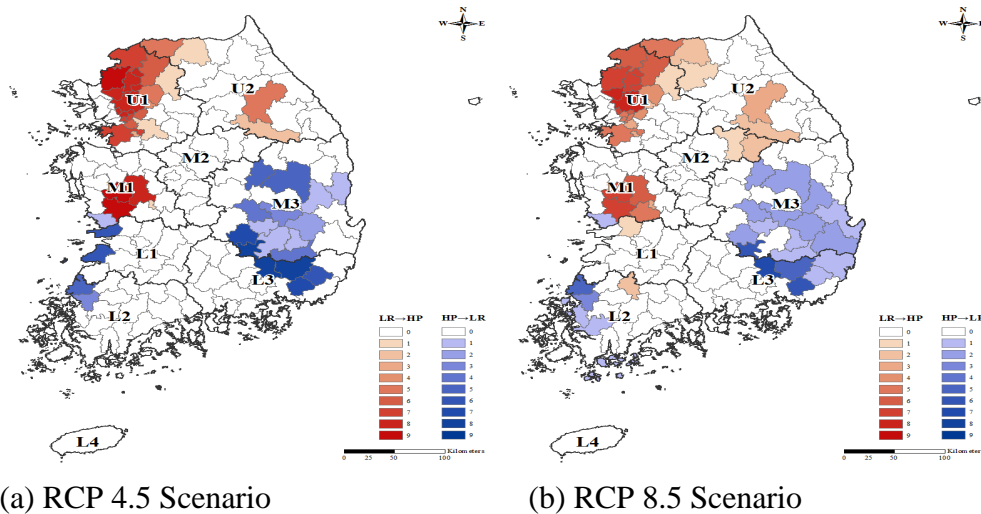 N
W E
S
U1
U2
M2
M1
M3
L1
L3
L2
L4
LR→HP HP→LR
0 0
1 1
2 2
3 3
4 4
5 5
6 6
7 7
8 8
9 9
Kilometers
0 25 50 100
N
W E
S
U1
U2
M2
M1
M3
L1
L3
L2
L4
LR→HP HP→LR
0 0
1 1
2 2
3 3
4 4
5 5
6 6
7 7
8 8
9 9
Kilometers
0 25 50 100
(a) RCP 4.5 Scenario
(b) RCP 8.5 Scenario